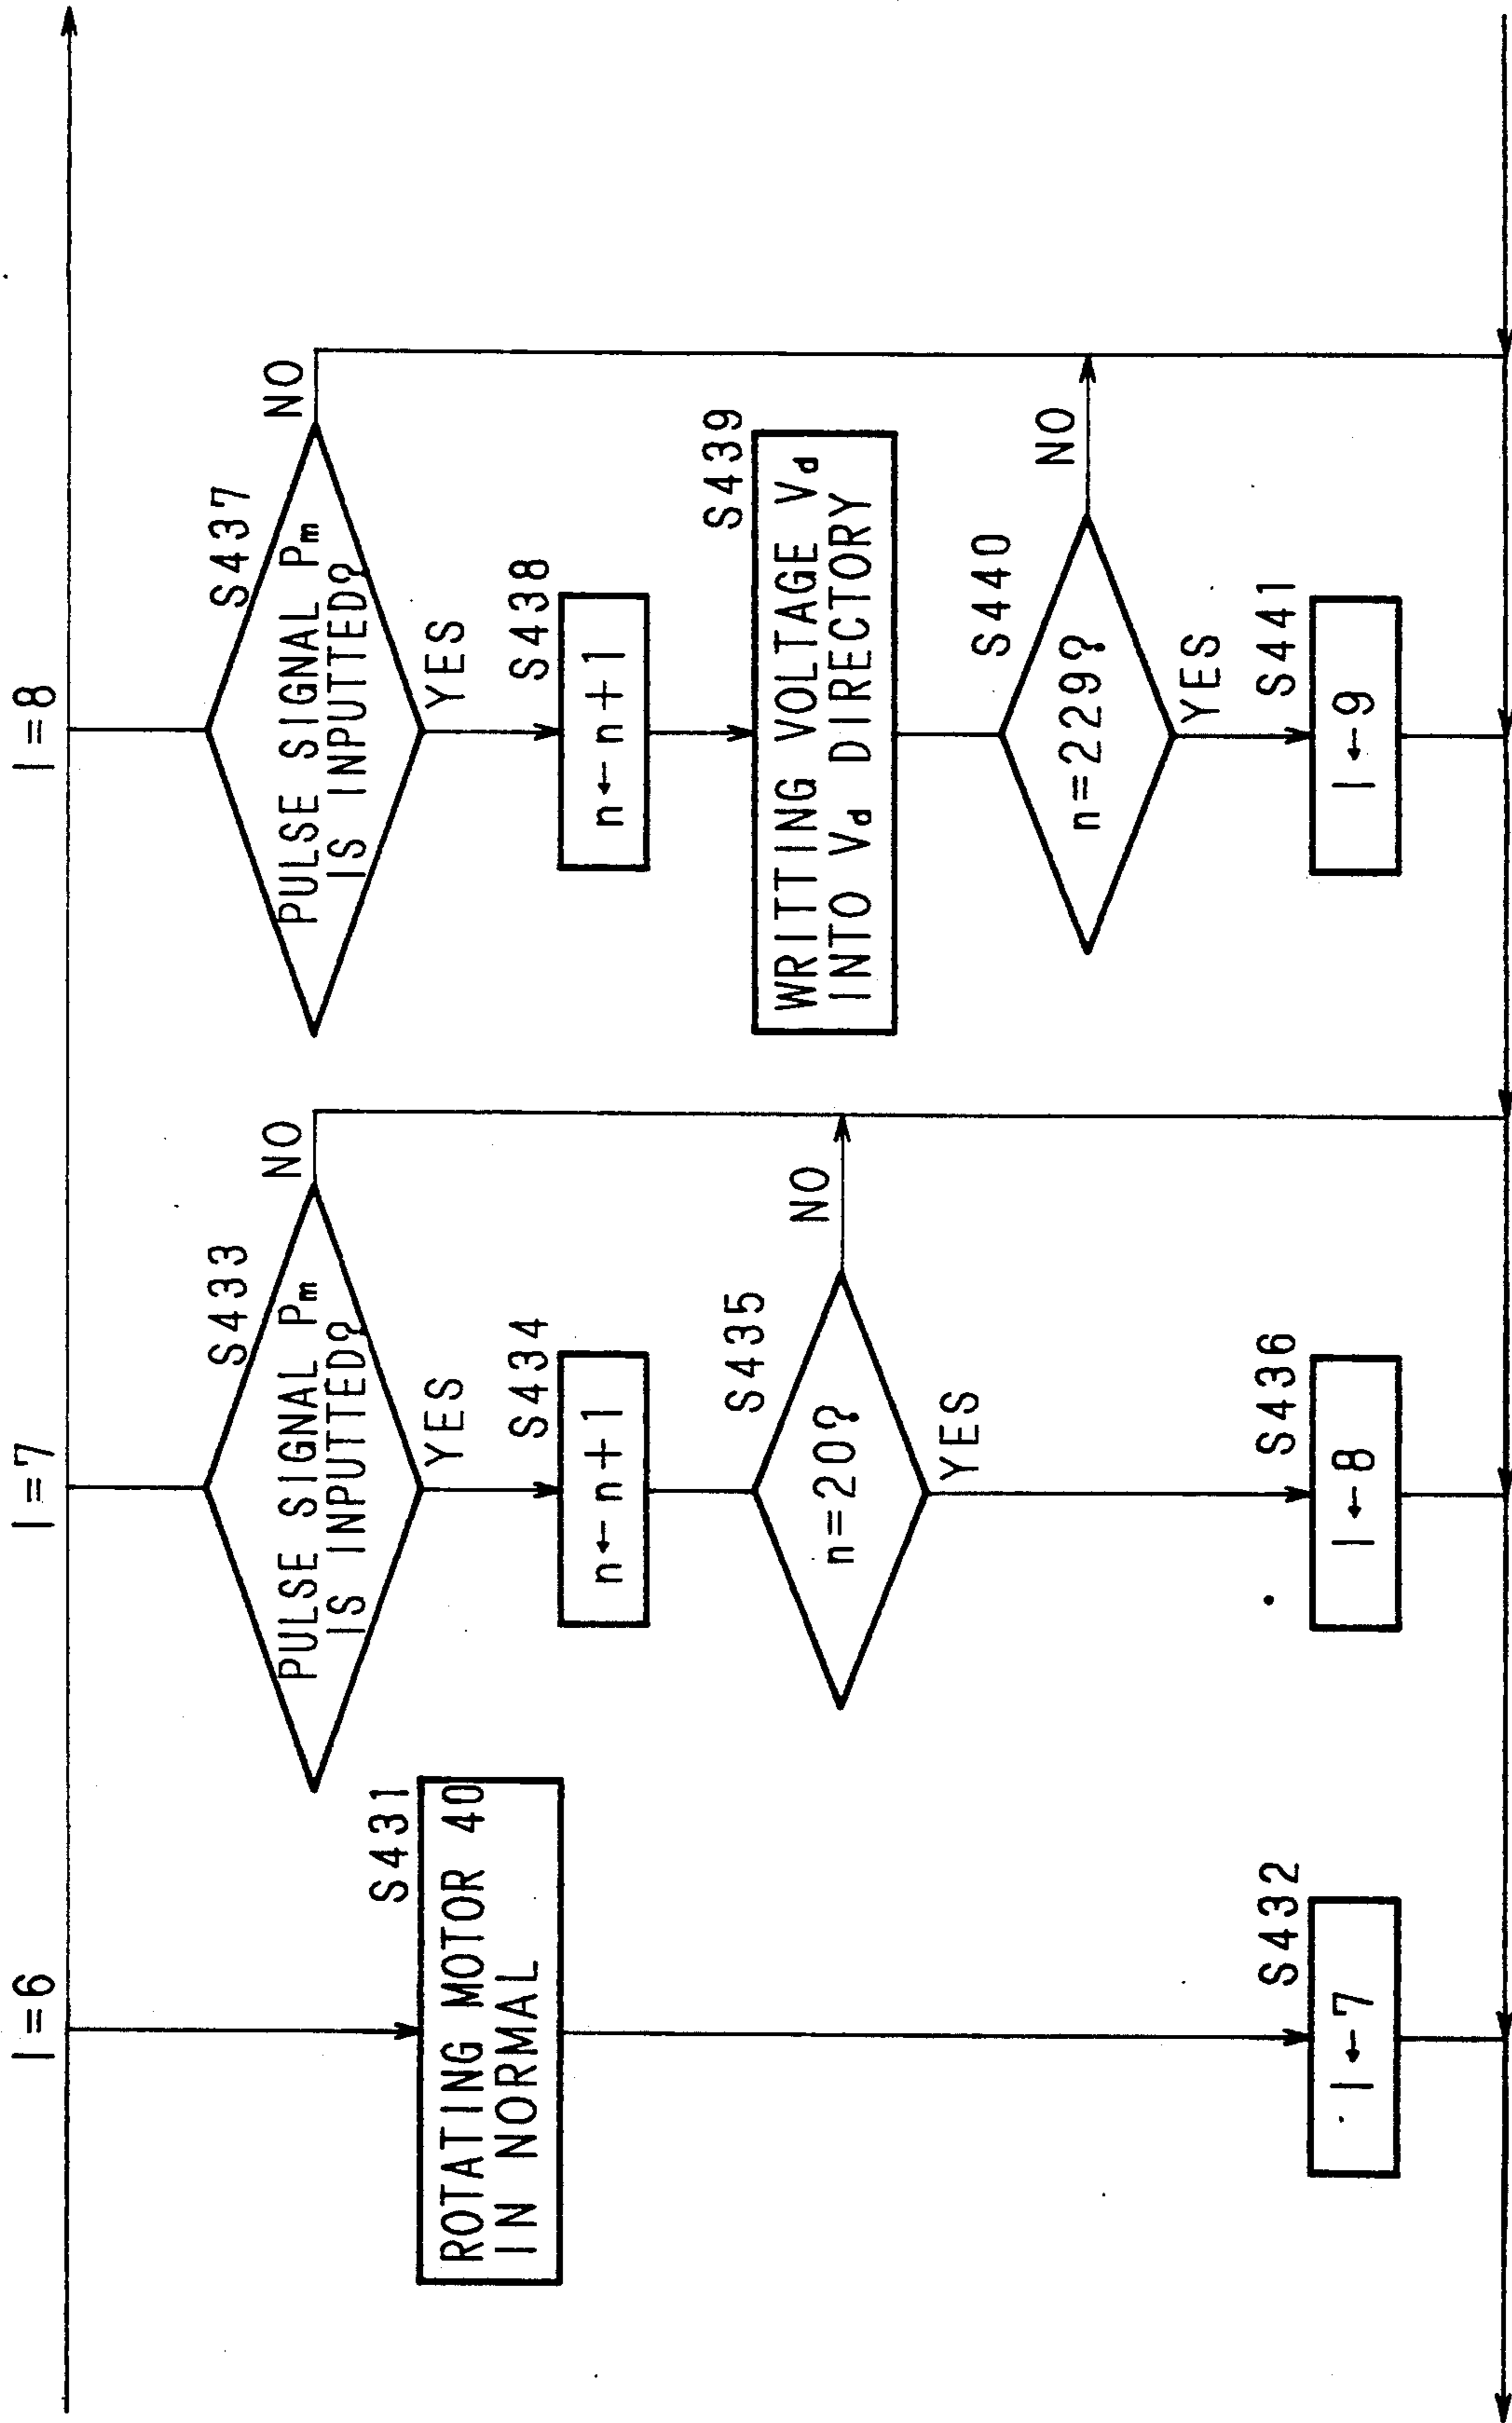 I=6
S431
ROTATING MOTOR 40
IN NORMAL
S432
I←7
I=7
S433
PULSE SIGNAL Pm
IS INPUTTED?
NO
YES
S434
n←n+1
S435
n=20?
NO
YES
S436
I←8
I=8
S437
PULSE SIGNAL Pm
IS INPUTTED?
NO
YES
S438
n←n+1
S439
WRITTING VOLTAGE Vd
INTO Vd DIRECTORY
S440
n=229?
NO
YES
S441
I←9